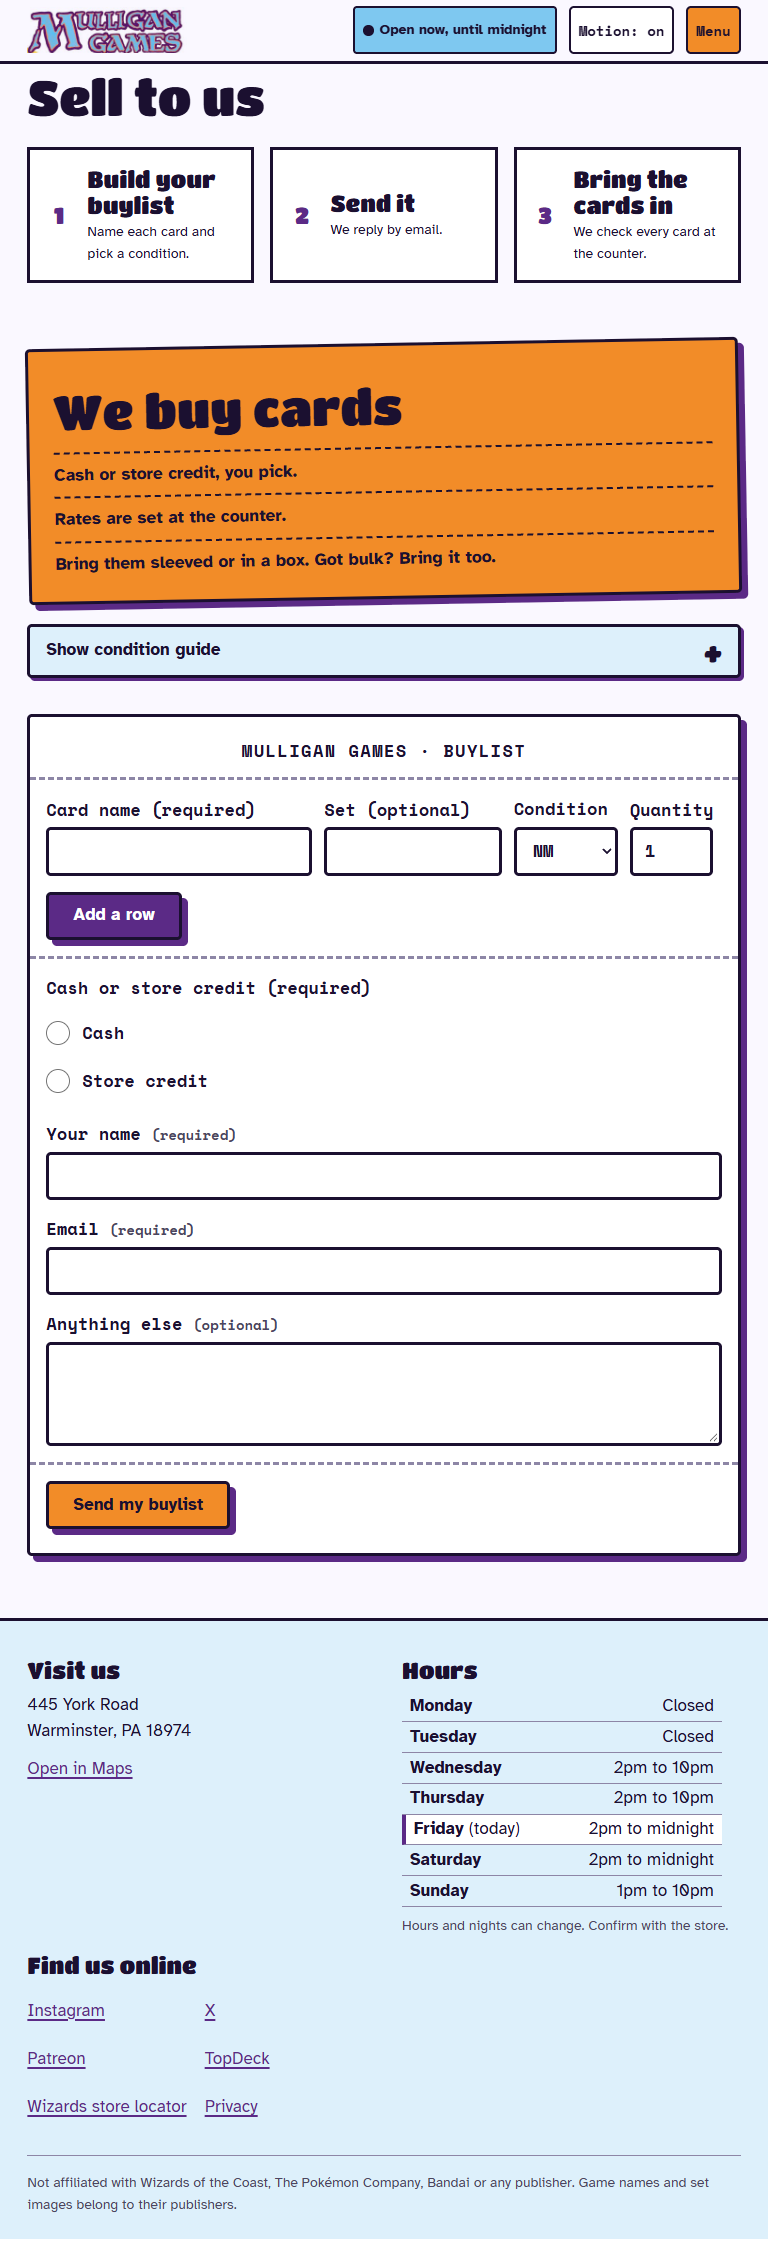 MULLIGAN GAMES
Open now, until midnight
Motion: on
Menu
Sell to us
1
Build your buylist
Name each card and
pick a condition.
2
Send it
We reply by email.
3
Bring the cards in
We check every card at
the counter.
We buy cards
Cash or store credit, you pick.
Rates are set at the counter.
Bring them sleeved or in a box. Got bulk? Bring it too.
Show condition guide
MULLIGAN GAMES · BUYLIST
Card name (required)
Set (optional)
Condition
Quantity
NM
1
Add a row
Cash or store credit (required)
Cash
Store credit
Your name (required)
Email (required)
Anything else (optional)
Send my buylist
Visit us
445 York Road
Warminster, PA 18974
Open in Maps
Hours
Monday Closed
Tuesday Closed
Wednesday 2pm to 10pm
Thursday 2pm to 10pm
Friday (today) 2pm to midnight
Saturday 2pm to midnight
Sunday 1pm to 10pm
Hours and nights can change. Confirm with the store.
Find us online
Instagram
X
Patreon
TopDeck
Wizards store locator
Privacy
Not affiliated with Wizards of the Coast, The Pokémon Company, Bandai or any publisher. Game names and set
images belong to their publishers.